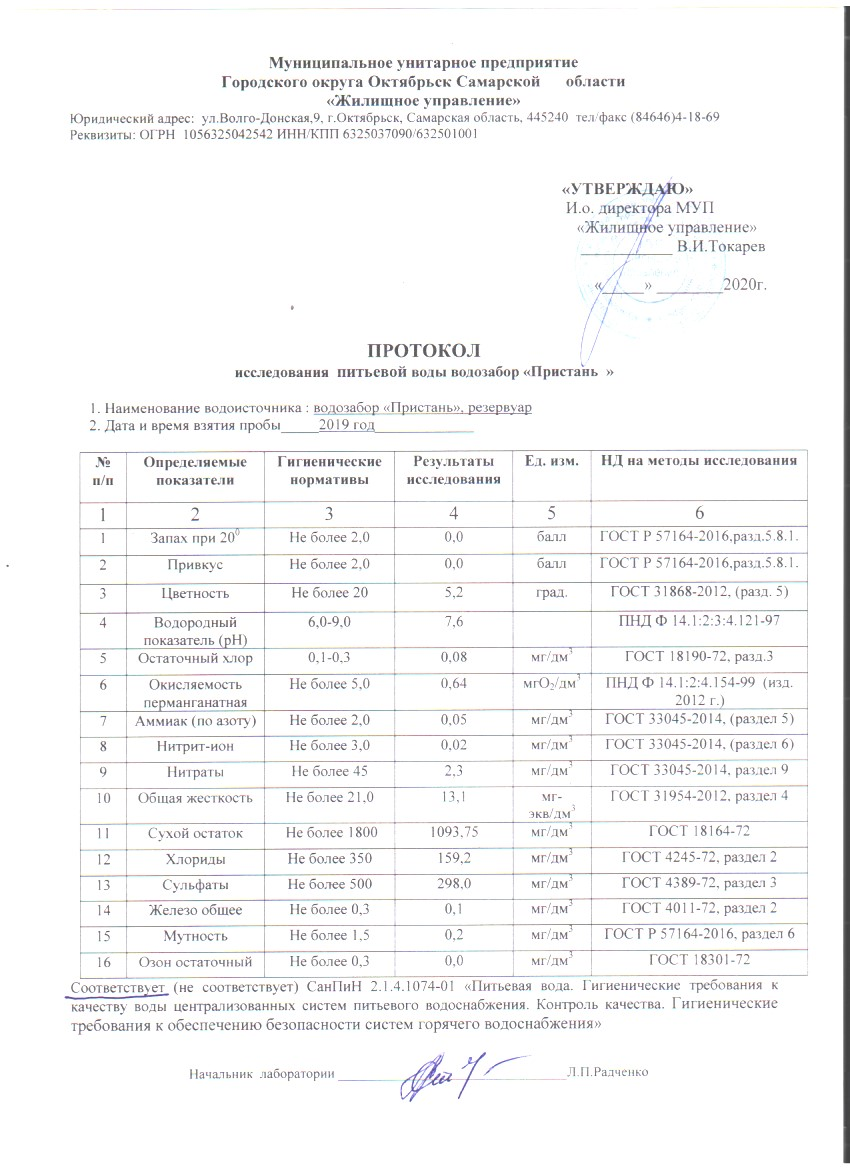 Муниципальное унитарное предприятие
Городского округа Октябрьск Самарской области
«Жилищное управление»
Юридический адрес: ул.Волго-Донская,9, г.Октябрьск, Самарская область, 445240 тел/факс (84646)4-18-69
Реквизиты: ОГРН 1056325042542 ИНН/КПП 6325037090/632501001
«УТВЕРЖДАЮ»
И.о. директора МУП
«Жилищное управление»
____________ В.И.Токарев
«_____» ________2020г.
ПРОТОКОЛ
исследования питьевой воды водозабор «Пристань »
1. Наименование водоисточника : водозабор «Пристань», резервуар
2. Дата и время взятия пробы_____2019 год_____________
№ п/п Определяемые показатели Гигиенические нормативы Результаты исследования Ед. изм. НД на методы исследования
1 2 3 4 5 6
1 Запах при 20⁰ Не более 2,0 0,0 балл ГОСТ Р 57164-2016,разд.5.8.1.
2 Привкус Не более 2,0 0,0 балл ГОСТ Р 57164-2016,разд.5.8.1.
3 Цветность Не более 20 5,2 град. ГОСТ 31868-2012, (разд. 5)
4 Водородный показатель (рН) 6,0-9,0 7,6 ПНД Ф 14.1:2:3:4.121-97
5 Остаточный хлор 0,1-0,3 0,08 мг/дм³ ГОСТ 18190-72, разд.3
6 Окисляемость перманганатная Не более 5,0 0,64 мгО₂/дм³ ПНД Ф 14.1:2:4.154-99 (изд. 2012 г.)
7 Аммиак (по азоту) Не более 2,0 0,05 мг/дм³ ГОСТ 33045-2014, (раздел 5)
8 Нитрит-ион Не более 3,0 0,02 мг/дм³ ГОСТ 33045-2014, (раздел 6)
9 Нитраты Не более 45 2,3 мг/дм³ ГОСТ 33045-2014, раздел 9
10 Общая жесткость Не более 21,0 13,1 мг-экв/дм³ ГОСТ 31954-2012, раздел 4
11 Сухой остаток Не более 1800 1093,75 мг/дм³ ГОСТ 18164-72
12 Хлориды Не более 350 159,2 мг/дм³ ГОСТ 4245-72, раздел 2
13 Сульфаты Не более 500 298,0 мг/дм³ ГОСТ 4389-72, раздел 3
14 Железо общее Не более 0,3 0,1 мг/дм³ ГОСТ 4011-72, раздел 2
15 Мутность Не более 1,5 0,2 мг/дм³ ГОСТ Р 57164-2016, раздел 6
16 Озон остаточный Не более 0,3 0,0 мг/дм³ ГОСТ 18301-72
Соответствует (не соответствует) СанПиН 2.1.4.1074-01 «Питьевая вода. Гигиенические требования к
качеству воды централизованных систем питьевого водоснабжения. Контроль качества. Гигиенические
требования к обеспечению безопасности систем горячего водоснабжения»
Начальник лаборатории ______________________________Л.П.Радченко